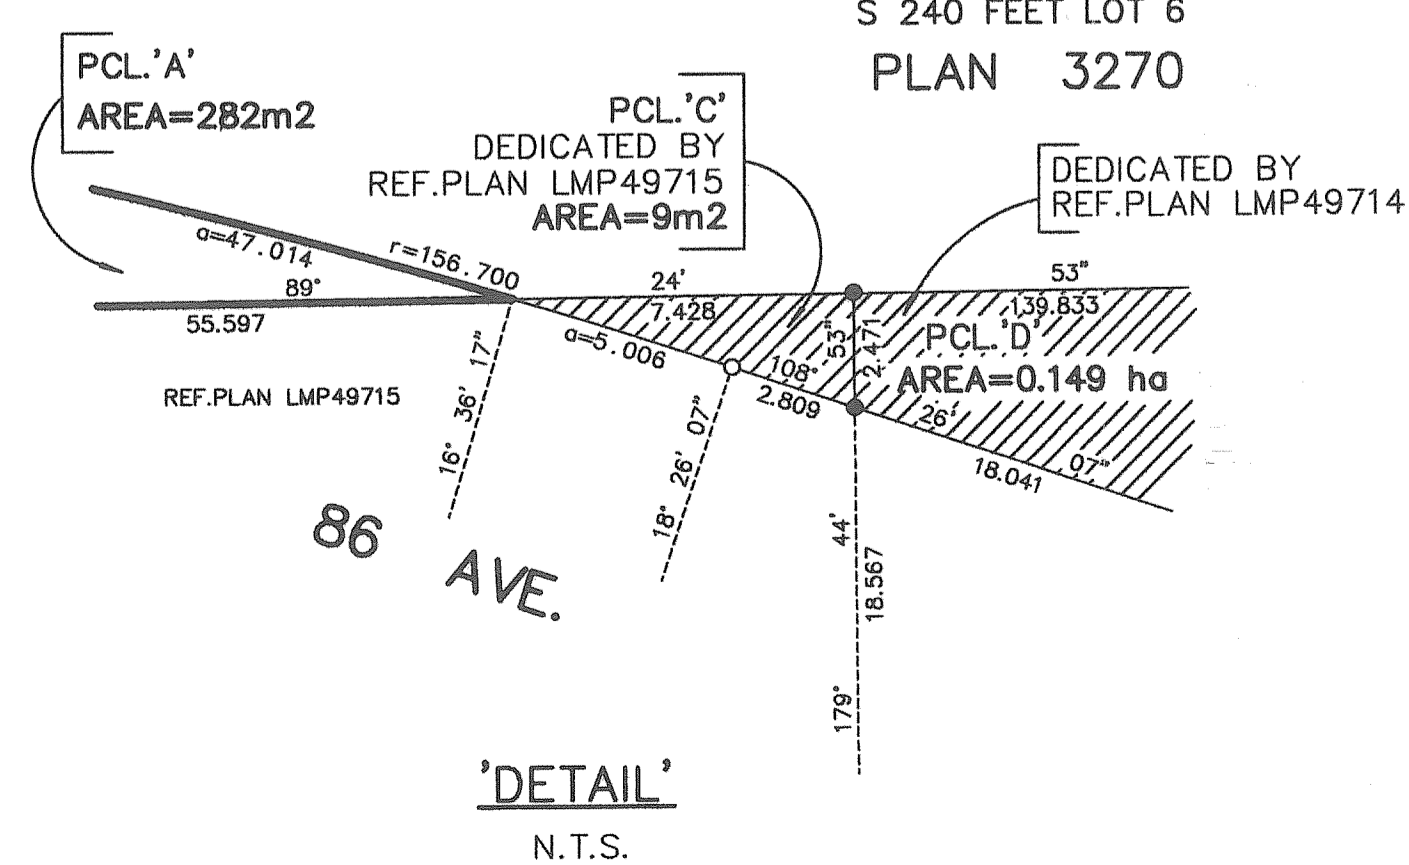 S 240 FEET LOT 6
PLAN 3270
PCL.'A'
AREA=282m2
PCL.'C'
DEDICATED BY
REF.PLAN LMP49715
AREA=9m2
DEDICATED BY
REF.PLAN LMP49714
a=47.014
r=156.700
89°
24'
53"
55.597
7.428
139.833
a=5.006
53"
2.471
PCL.'D'
AREA=0.149 ha
108°
2.809
26'
18.041
07"
REF.PLAN LMP49715
16° 36' 17"
18° 26' 07"
179° 44'
18.567
86 AVE.
'DETAIL'
N.T.S.